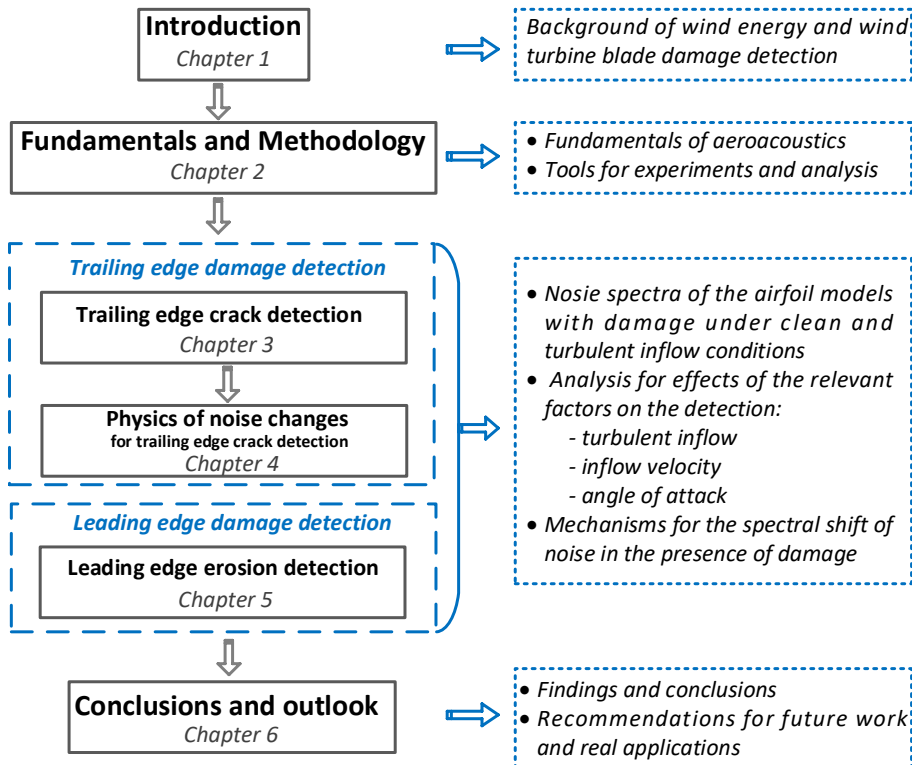 Introduction
Chapter 1
Background of wind energy and wind
turbine blade damage detection
Fundamentals and Methodology
Chapter 2
• Fundamentals of aeroacoustics
• Tools for experiments and analysis
Trailing edge damage detection
Trailing edge crack detection
Chapter 3
Physics of noise changes
for trailing edge crack detection
Chapter 4
Leading edge damage detection
Leading edge erosion detection
Chapter 5
• Nosie spectra of the airfoil models
with damage under clean and
turbulent inflow conditions
• Analysis for effects of the relevant
factors on the detection:
- turbulent inflow
- inflow velocity
- angle of attack
• Mechanisms for the spectral shift of
noise in the presence of damage
Conclusions and outlook
Chapter 6
• Findings and conclusions
• Recommendations for future work
and real applications